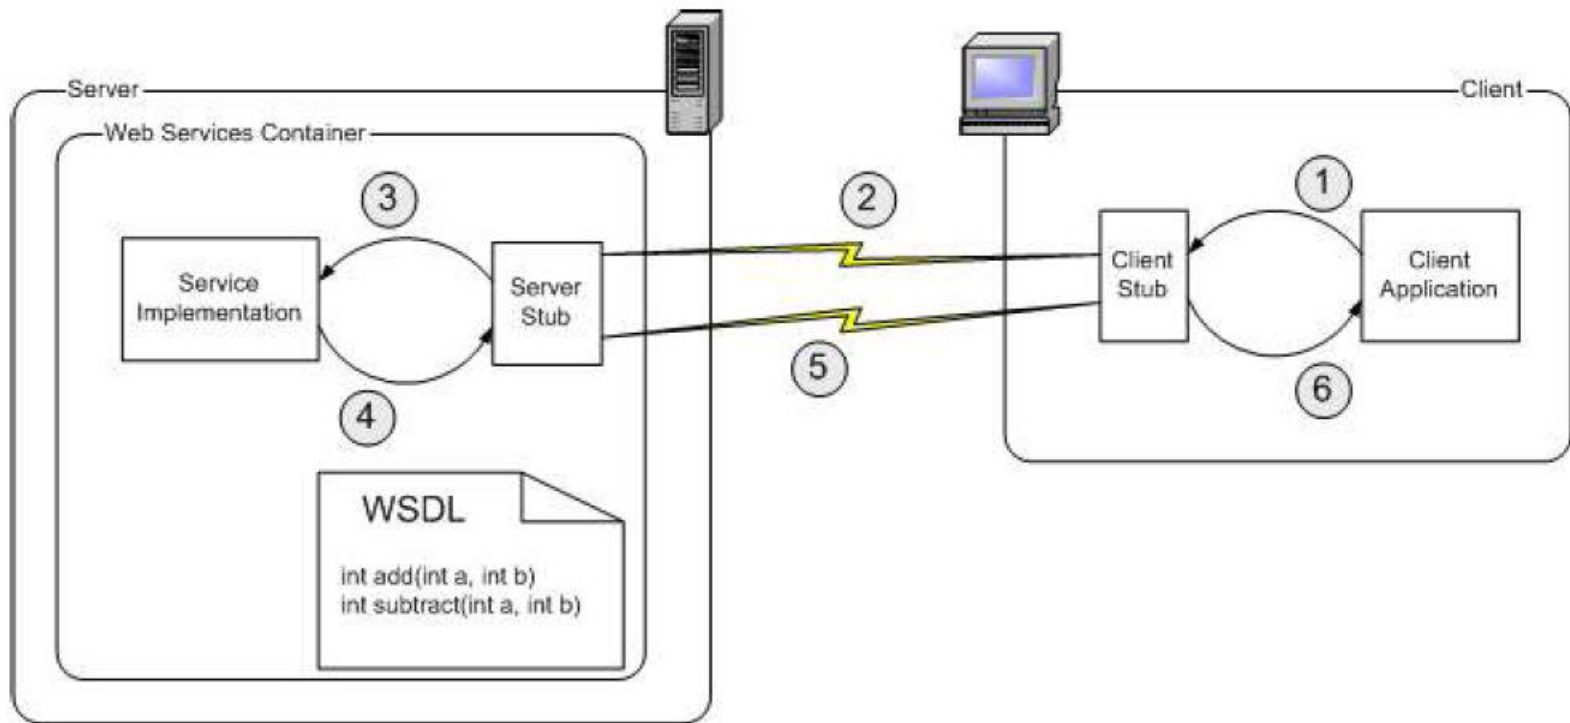 Server
Client
Web Services Container
3
2
1
Service
Implementation
Server
Stub
Client
Stub
Client
Application
4
5
6
WSDL
int add(int a, int b)
int subtract(int a, int b)